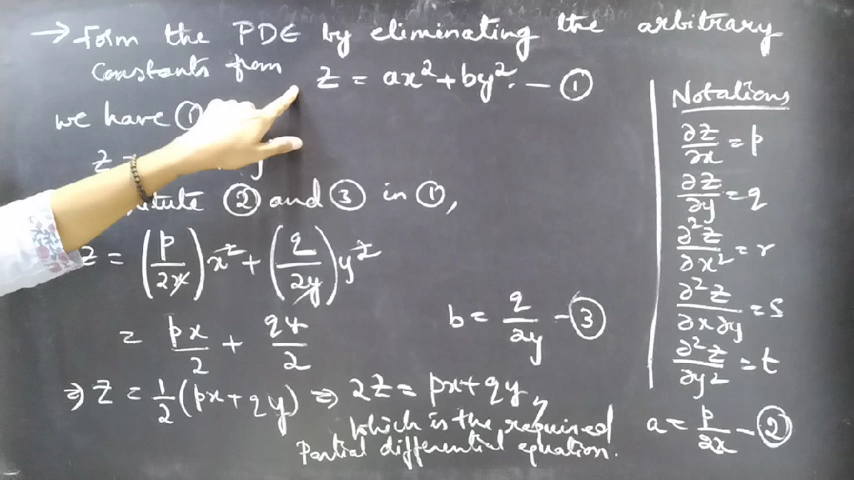 → Form the PDE by eliminating the arbitrary
Constants from z = ax² + by². — ①
we have ①
z =
tute ② and ③ in ①,
z = (p/2x) x² + (q/2y) y²
= px/2 + qy/2
⇒ z = 1/2 (px + qy) ⇒ 2z = px + qy,
which is the required
Partial differential equation.
b = q/2y — ③
Notations
∂z/∂x = p
∂z/∂y = q
∂²z/∂x² = r
∂²z/∂x∂y = s
∂²z/∂y² = t
a = p/2x — ②